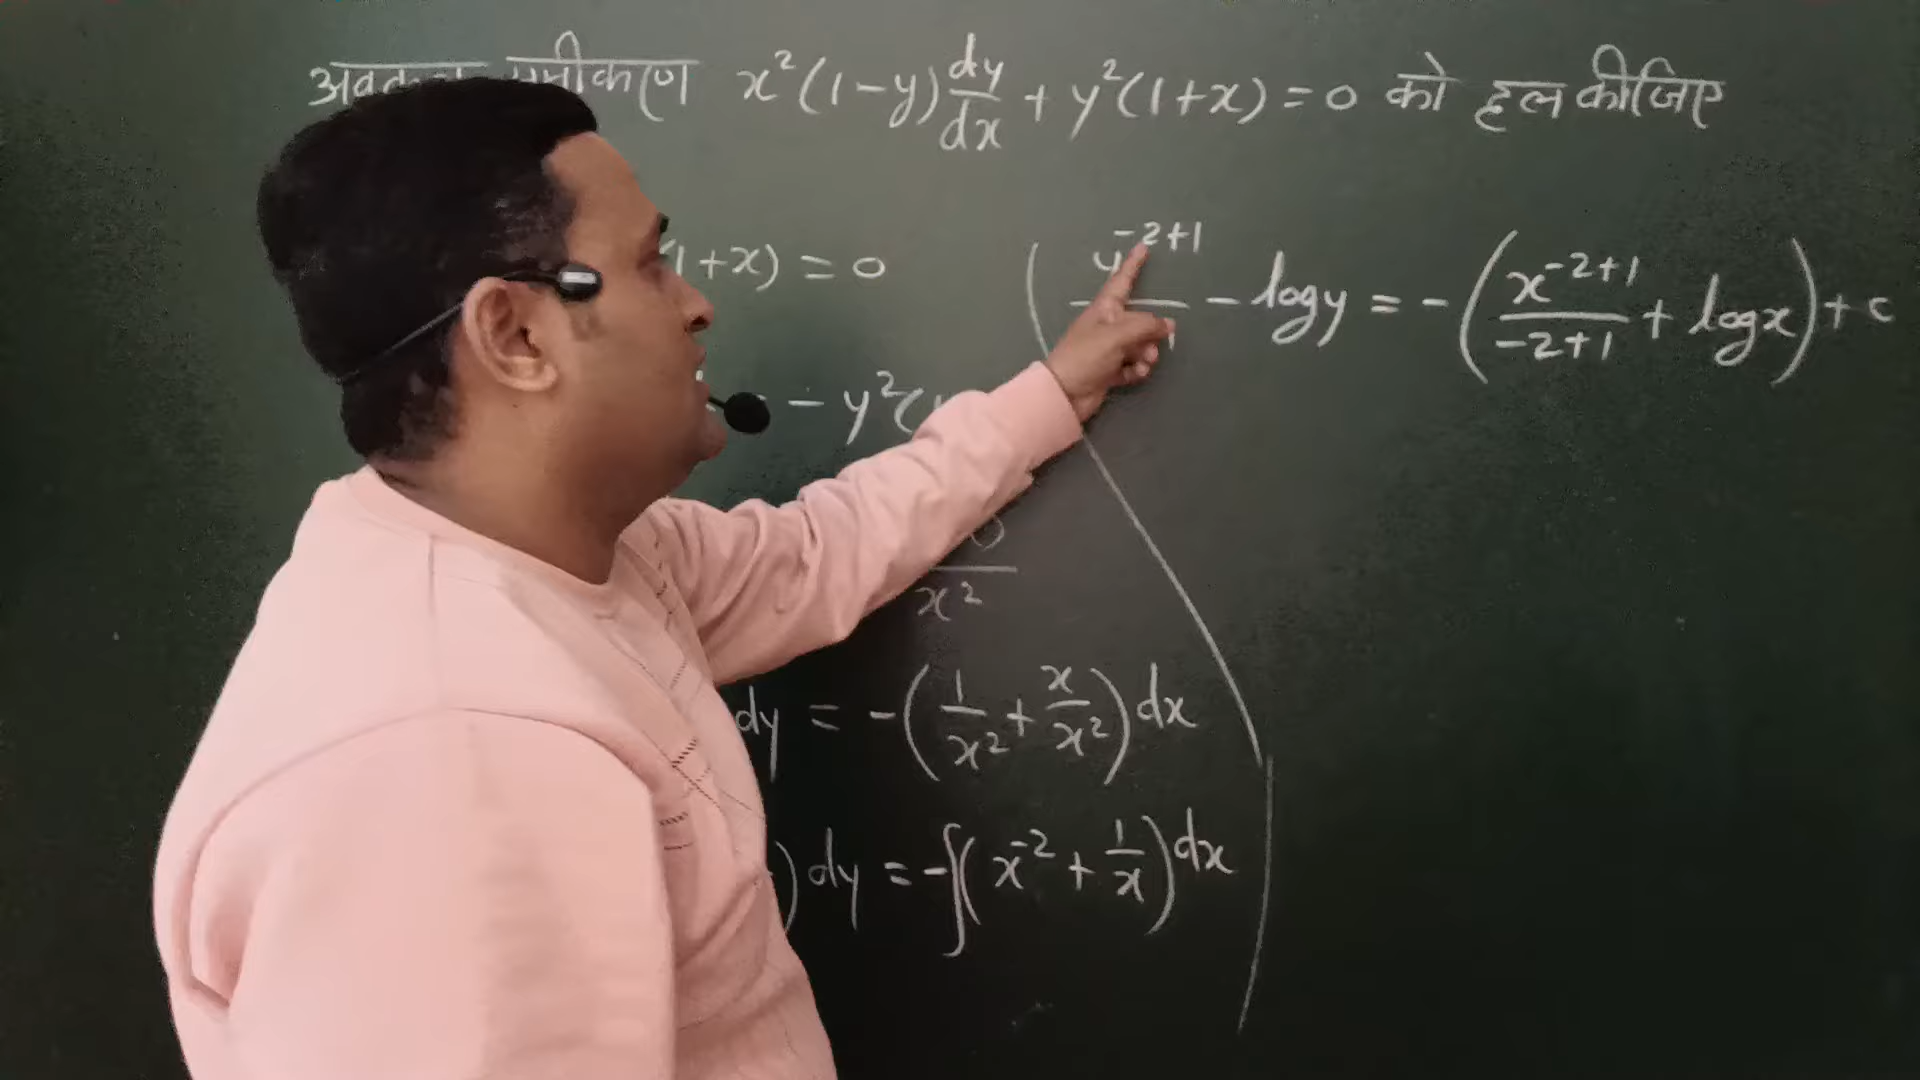 समीकरण x²(1-y)dy/dx + y²(1+x) = 0 को हल कीजिए
(1+x) = 0
- y²(
x²
dy = -(1/x² + x/x²)dx
)dy = -∫(x⁻² + 1/x)dx
y⁻²⁺¹/ - logy = -(x⁻²⁺¹/-2+1 + logx) + c